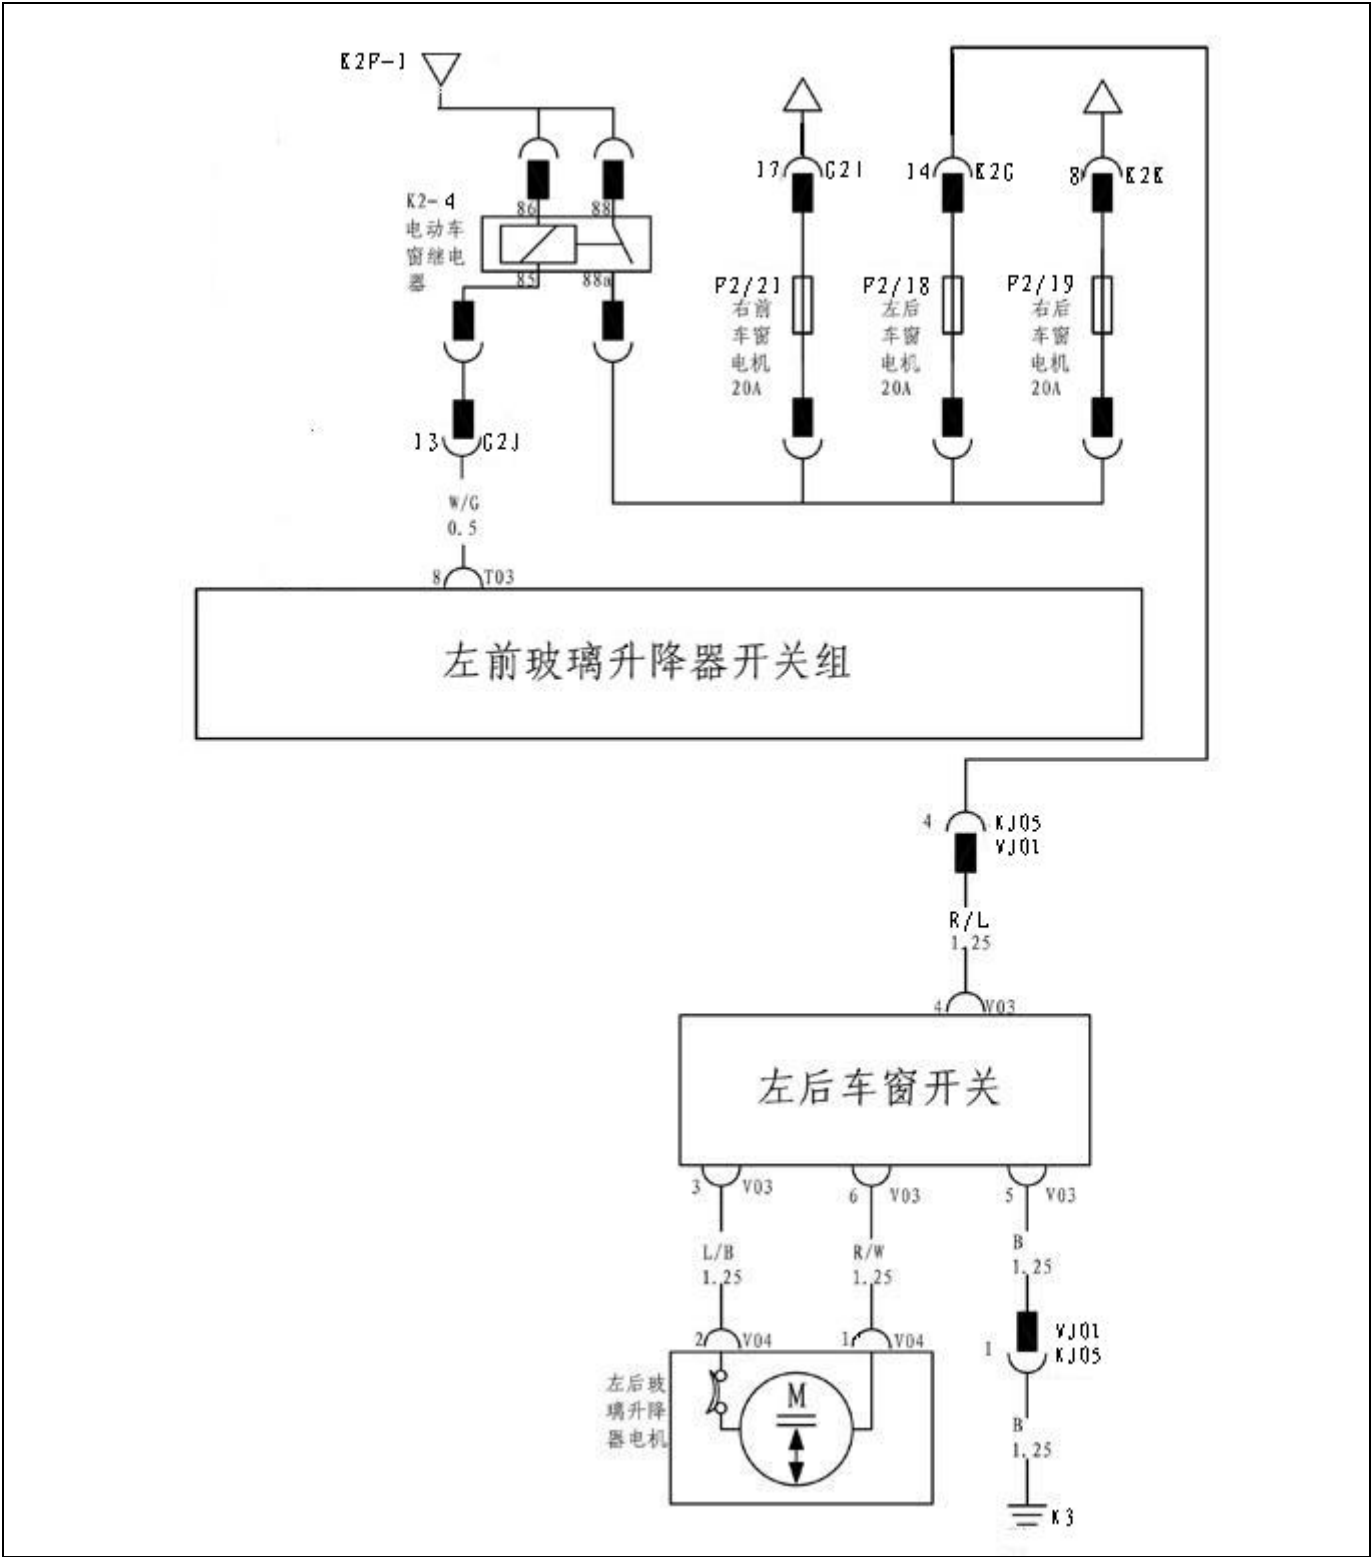 K2F-1
17 G2I
14 K2G
8 K2K
K2-4
电动车
窗继电
器
86
88
85
88a
F2/21
右前
车窗
电机
20A
F2/18
左后
车窗
电机
20A
F2/19
右后
车窗
电机
20A
13 G2J
W/G
0.5
8 T03
左前玻璃升降器开关组
4
KJ05
VJ01
R/L
1.25
4 V03
左后车窗开关
3 V03
6 V03
5 V03
L/B
1.25
R/W
1.25
B
1.25
2 V04
1 V04
1
VJ01
KJ05
左后玻
璃升降
器电机
M
B
1.25
K3